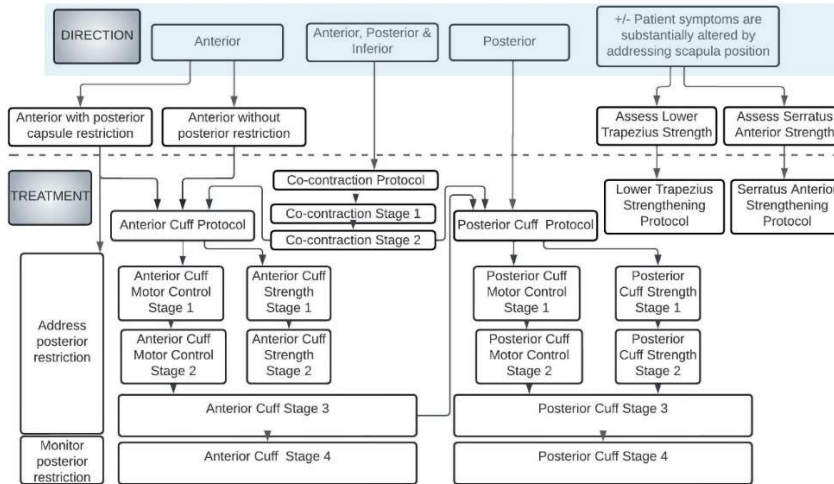 DIRECTION
Anterior
Anterior, Posterior &
Inferior
Posterior
+/- Patient symptoms are
substantially altered by
addressing scapula position
Anterior with posterior
capsule restriction
Anterior without
posterior restriction
Assess Lower
Trapezius Strength
Assess Serratus
Anterior Strength
TREATMENT
Co-contraction Protocol
Co-contraction Stage 1
Co-contraction Stage 2
Lower Trapezius
Strengthening
Protocol
Serratus Anterior
Strengthening
Protocol
Anterior Cuff Protocol
Posterior Cuff Protocol
Address
posterior
restriction
Anterior Cuff
Motor Control
Stage 1
Anterior Cuff
Strength
Stage 1
Posterior Cuff
Motor Control
Stage 1
Posterior
Cuff Strength
Stage 1
Anterior Cuff
Motor Control
Stage 2
Anterior Cuff
Strength
Stage 2
Posterior Cuff
Motor Control
Stage 2
Posterior
Cuff Strength
Stage 2
Anterior Cuff Stage 3
Posterior Cuff Stage 3
Monitor
posterior
restriction
Anterior Cuff Stage 4
Posterior Cuff Stage 4